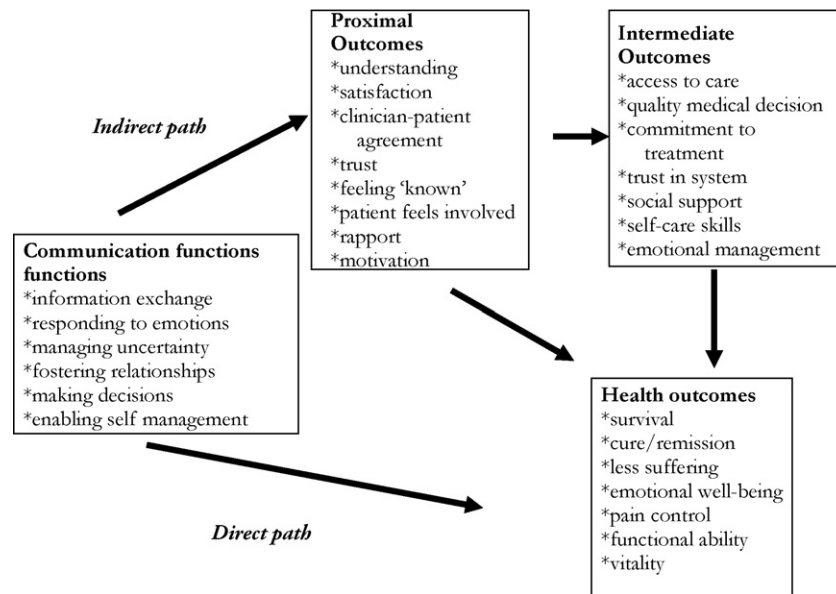 Proximal
Outcomes
*understanding
*satisfaction
*clinician-patient
agreement
*trust
*feeling ‘known’
*patient feels involved
*rapport
*motivation
Intermediate
Outcomes
*access to care
*quality medical decision
*commitment to
treatment
*trust in system
*social support
*self-care skills
*emotional management
Indirect path
Communication functions
functions
*information exchange
*responding to emotions
*managing uncertainty
*fostering relationships
*making decisions
*enabling self management
Health outcomes
*survival
*cure/remission
*less suffering
*emotional well-being
*pain control
*functional ability
*vitality
Direct path